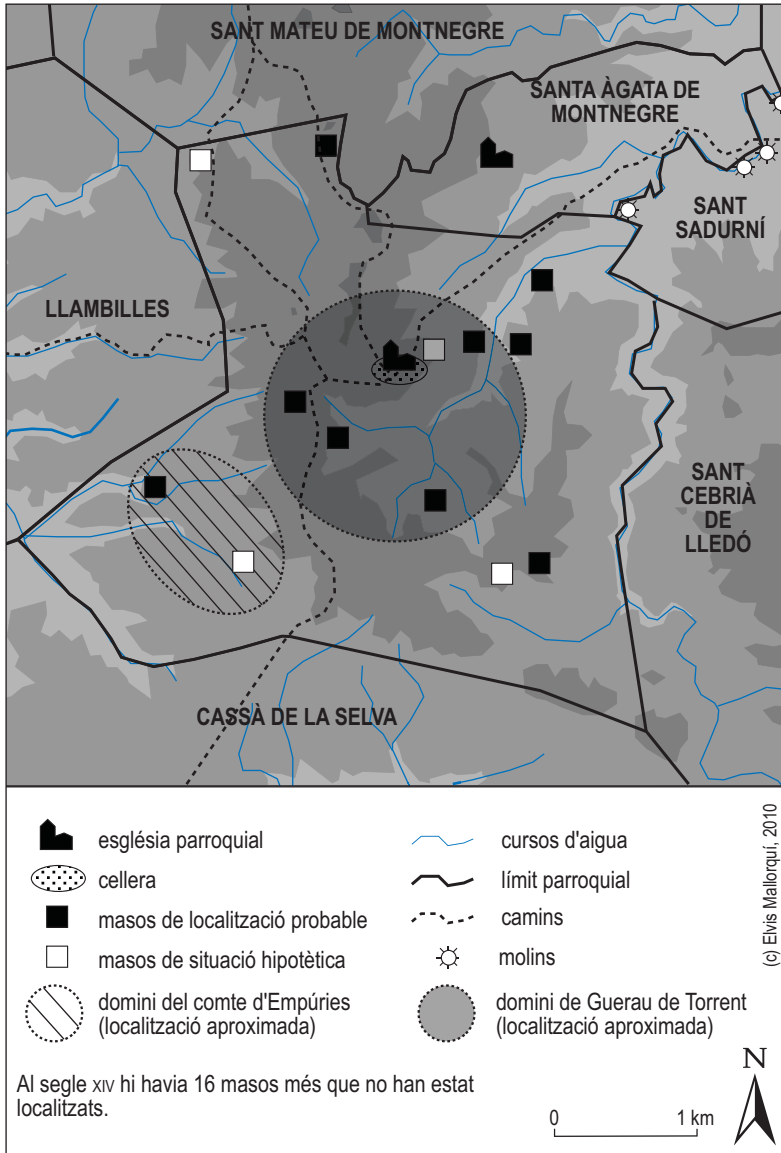 SANT MATEU DE MONTNEGRE
SANTA ÀGATA DE
MONTNEGRE
SANT
SADURNÍ
LLAMBILLES
SANT
CEBRIÀ
DE
LLEDÓ
CASSÀ DE LA SELVA
església parroquial
cellera
masos de localització probable
masos de situació hipotètica
domini del comte d'Empúries
(localització aproximada)
cursos d'aigua
límit parroquial
camins
molins
domini de Guerau de Torrent
(localització aproximada)
(c) Elvis Mallorquí, 2010
Al segle XIV hi havia 16 masos més que no han estat
localitzats.
0 1 km
N